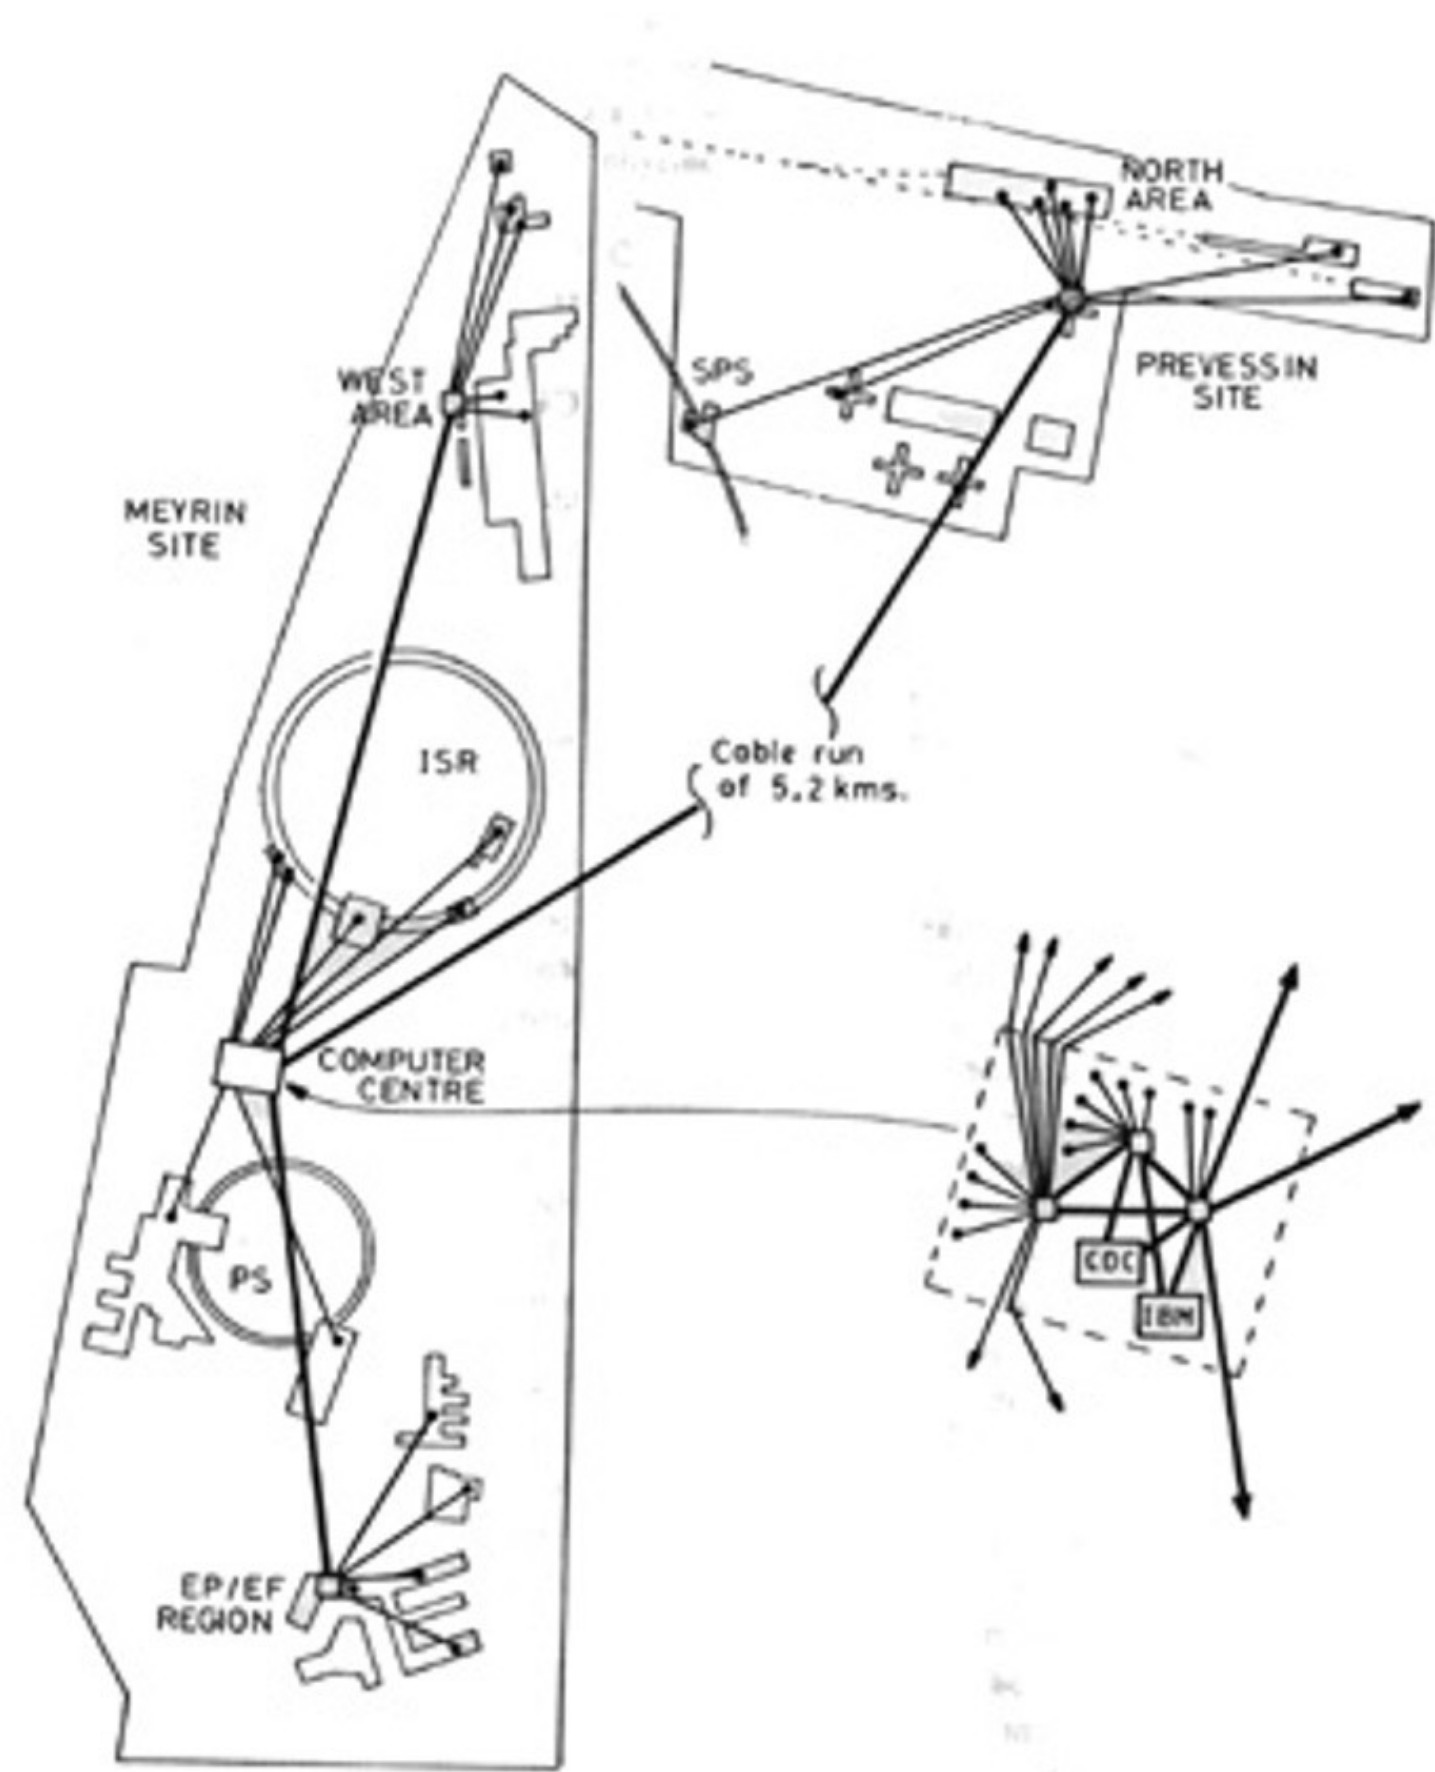 NORTH
AREA
WEST
AREA
SPS
PREVESSIN
SITE
MEYRIN
SITE
ISR
Cable run
of 5.2 kms.
COMPUTER
CENTRE
PS
CDC
IBM
EP/EF
REGION